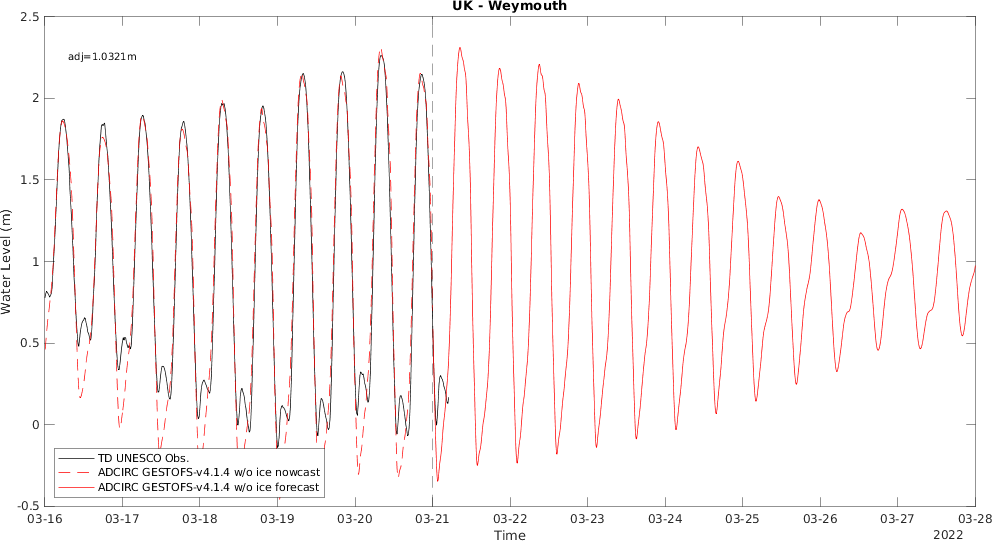 UK - Weymouth
adj=1.0321m
Water Level (m)
2.5
2
1.5
1
0.5
0
-0.5
TD UNESCO Obs.
ADCIRC GESTOFS-v4.1.4 w/o ice nowcast
ADCIRC GESTOFS-v4.1.4 w/o ice forecast
03-16 03-17 03-18 03-19 03-20 03-21 03-22 03-23 03-24 03-25 03-26 03-27 03-28
Time
2022